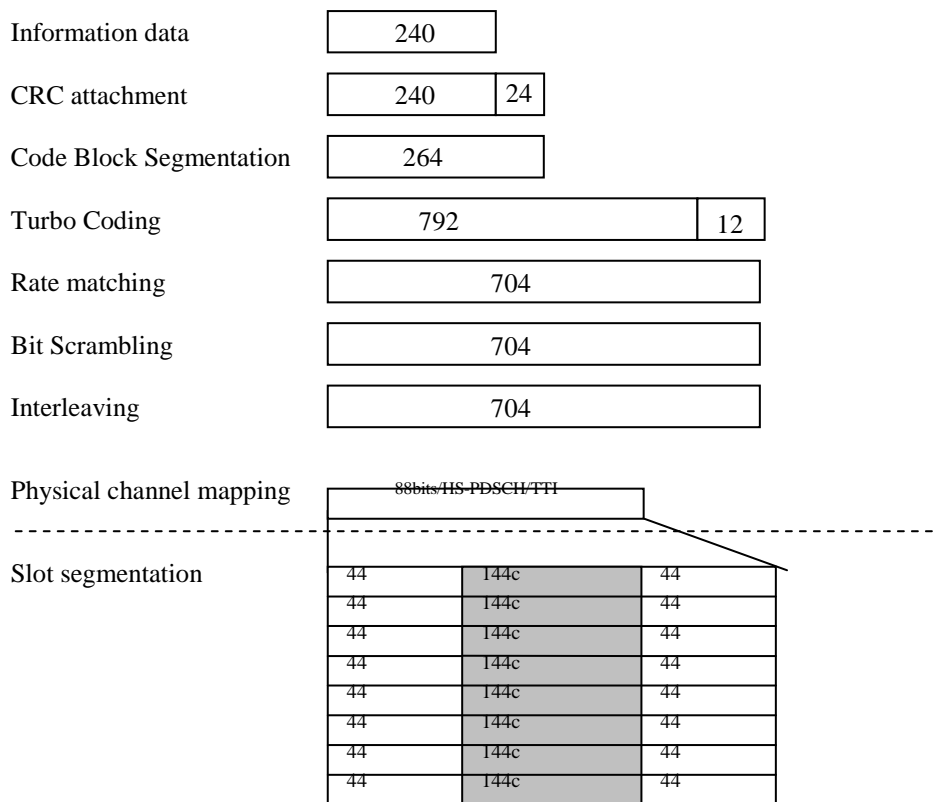 Information data 240
CRC attachment 240 24
Code Block Segmentation 264
Turbo Coding 792 12
Rate matching 704
Bit Scrambling 704
Interleaving 704
Physical channel mapping 88bits/HS-PDSCH/TTI
Slot segmentation 44 144c 44
44 144c 44
44 144c 44
44 144c 44
44 144c 44
44 144c 44
44 144c 44
44 144c 44